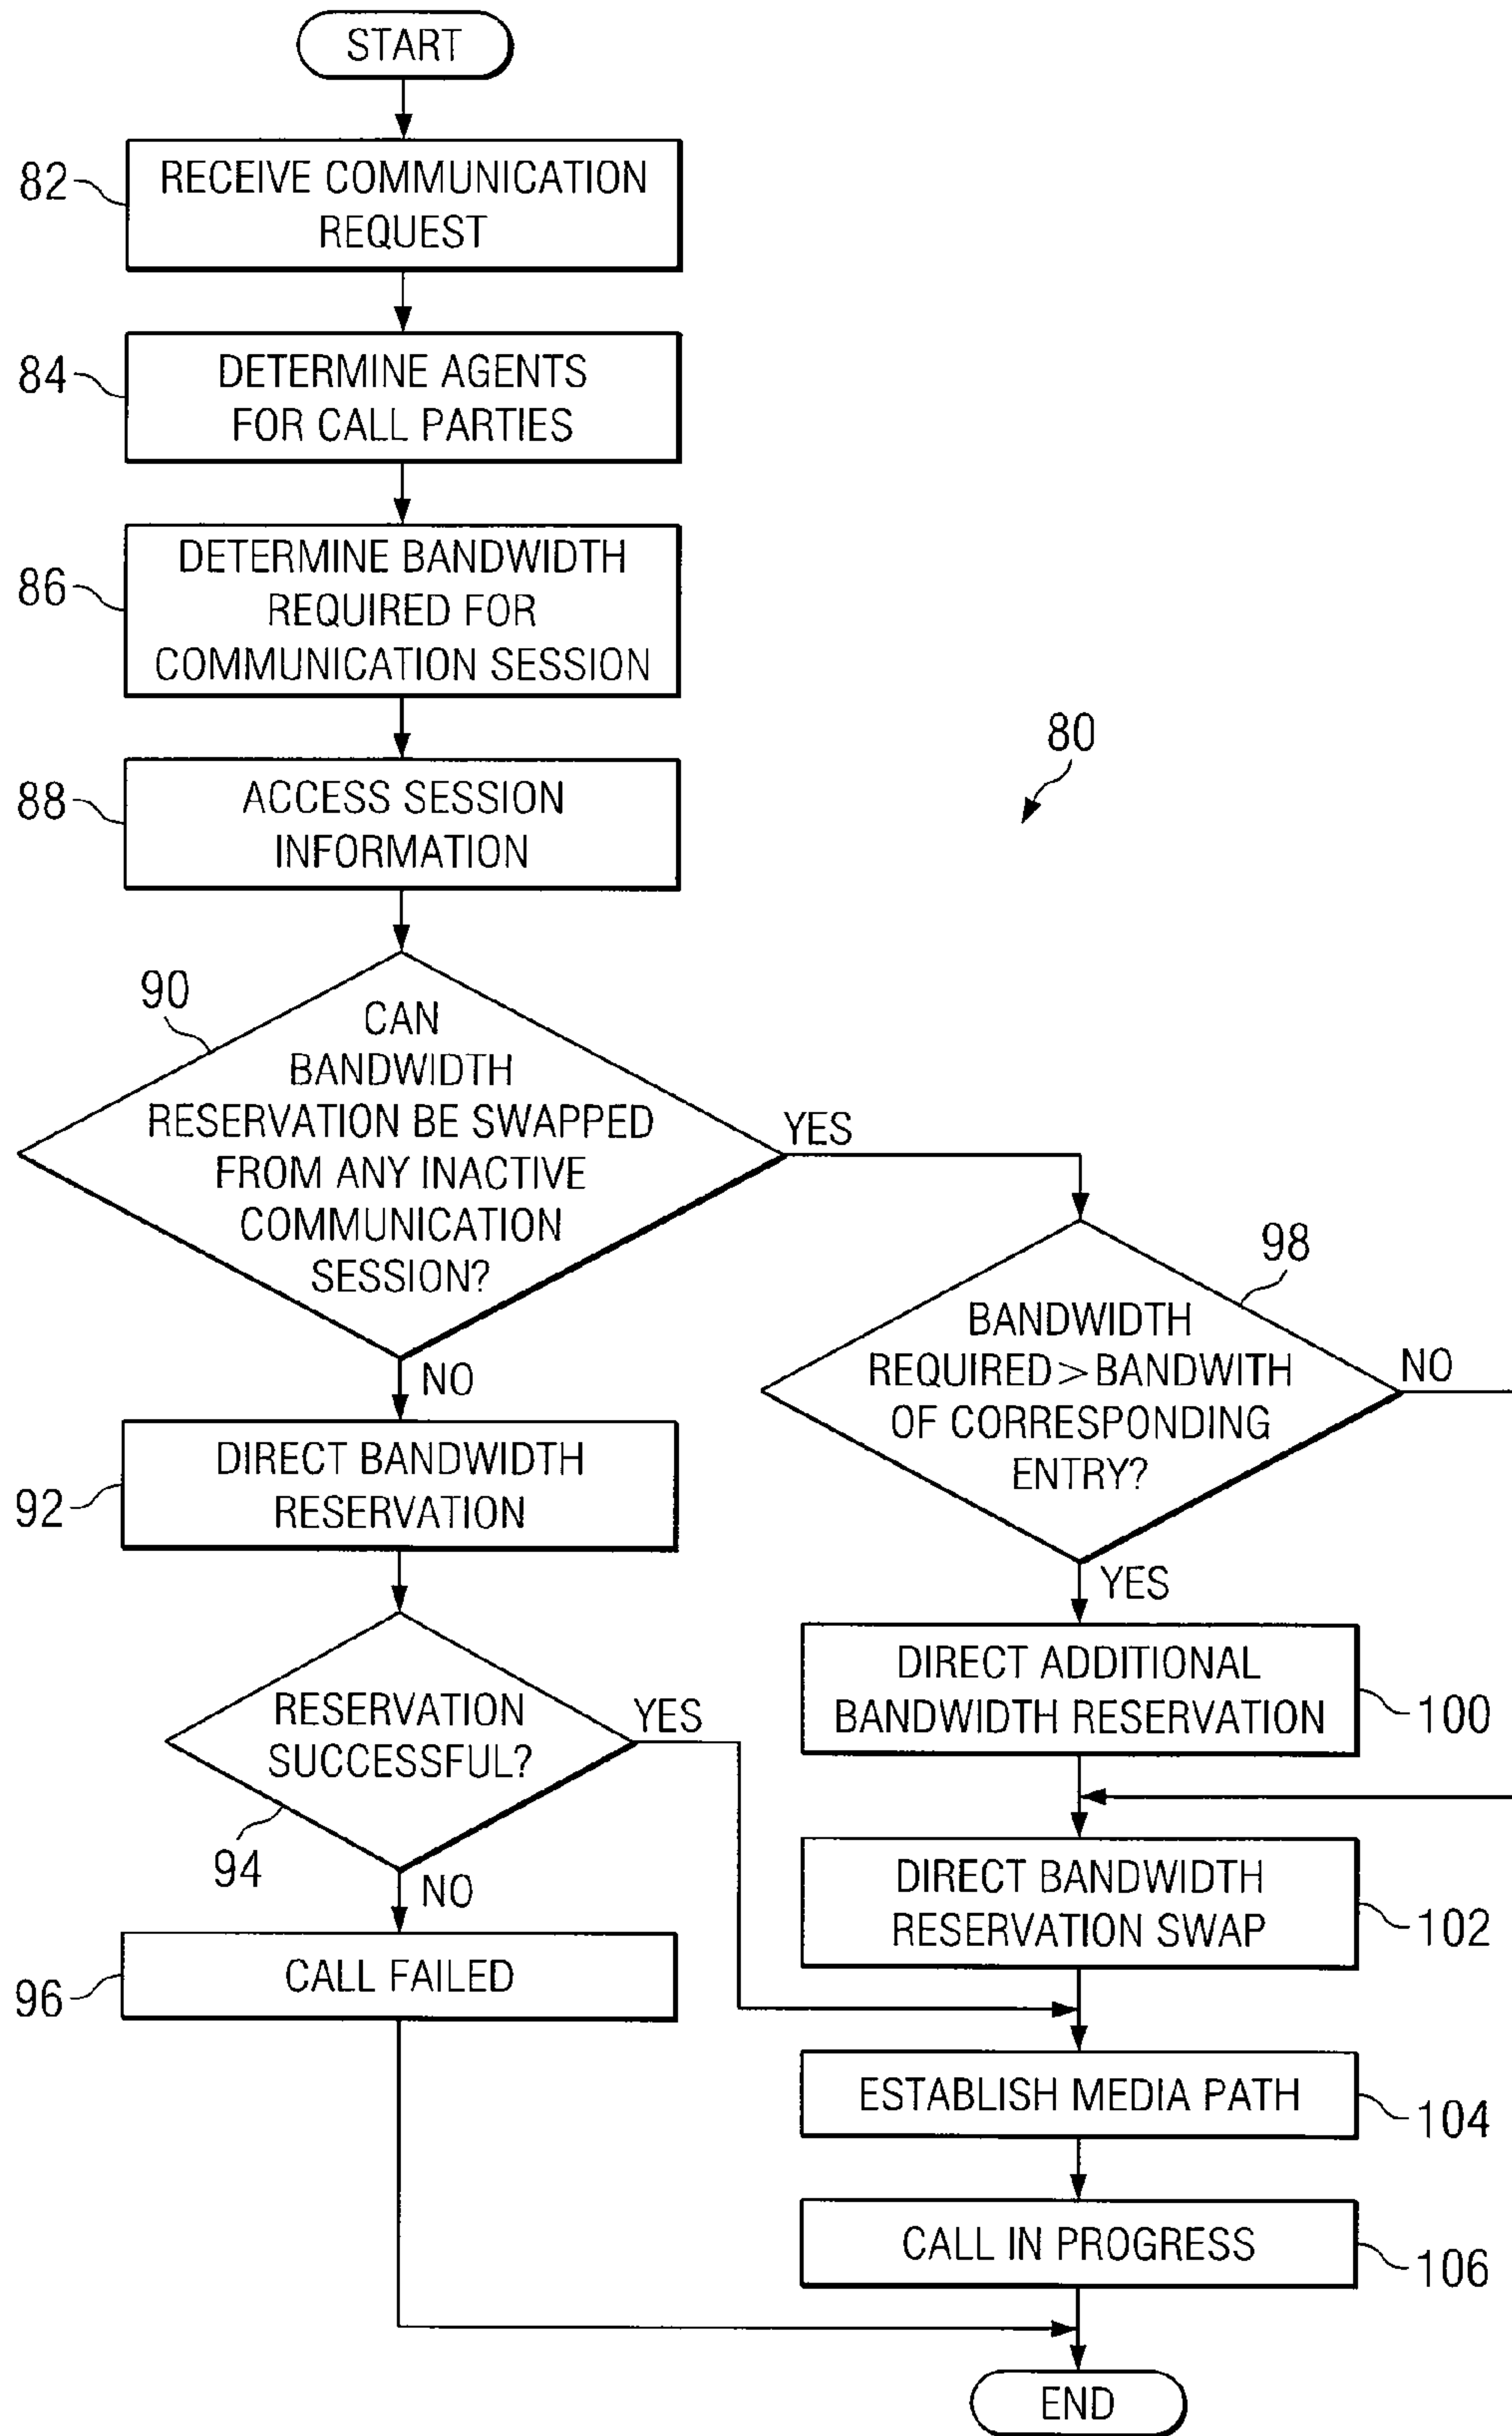 START
82
RECEIVE COMMUNICATION
REQUEST
84
DETERMINE AGENTS
FOR CALL PARTIES
86
DETERMINE BANDWIDTH
REQUIRED FOR
COMMUNICATION SESSION
80
88
ACCESS SESSION
INFORMATION
90
CAN
BANDWIDTH
RESERVATION BE SWAPPED
FROM ANY INACTIVE
COMMUNICATION
SESSION?
YES
NO
98
BANDWIDTH
REQUIRED > BANDWITH
OF CORRESPONDING
ENTRY?
NO
YES
92
DIRECT BANDWIDTH
RESERVATION
94
RESERVATION
SUCCESSFUL?
YES
NO
96
CALL FAILED
DIRECT ADDITIONAL
BANDWIDTH RESERVATION
100
DIRECT BANDWIDTH
RESERVATION SWAP
102
ESTABLISH MEDIA PATH
104
CALL IN PROGRESS
106
END